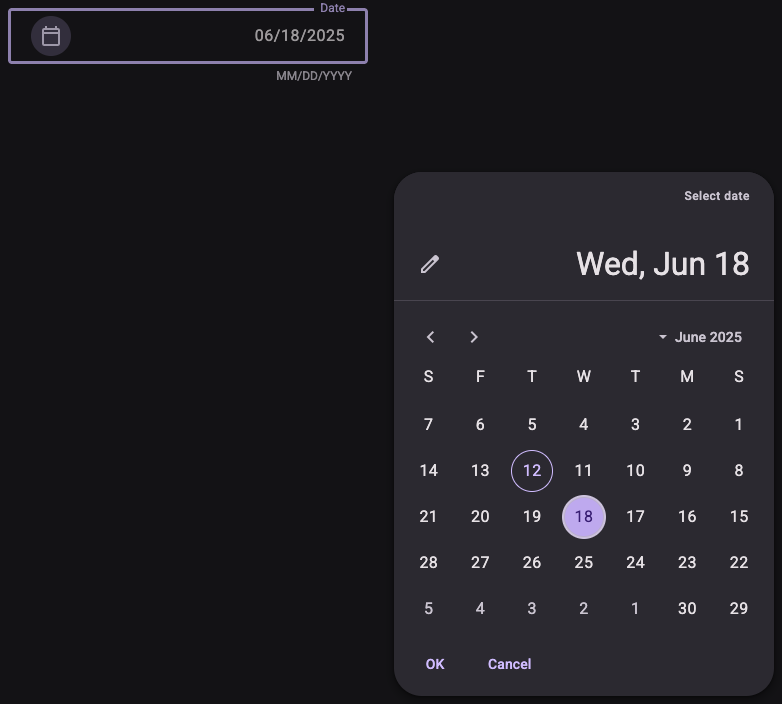 Date
06/18/2025
MM/DD/YYYY
Select date
Wed, Jun 18
June 2025
S F T W T M S
7 6 5 4 3 2 1
14 13 12 11 10 9 8
21 20 19 18 17 16 15
28 27 26 25 24 23 22
5 4 3 2 1 30 29
OK Cancel